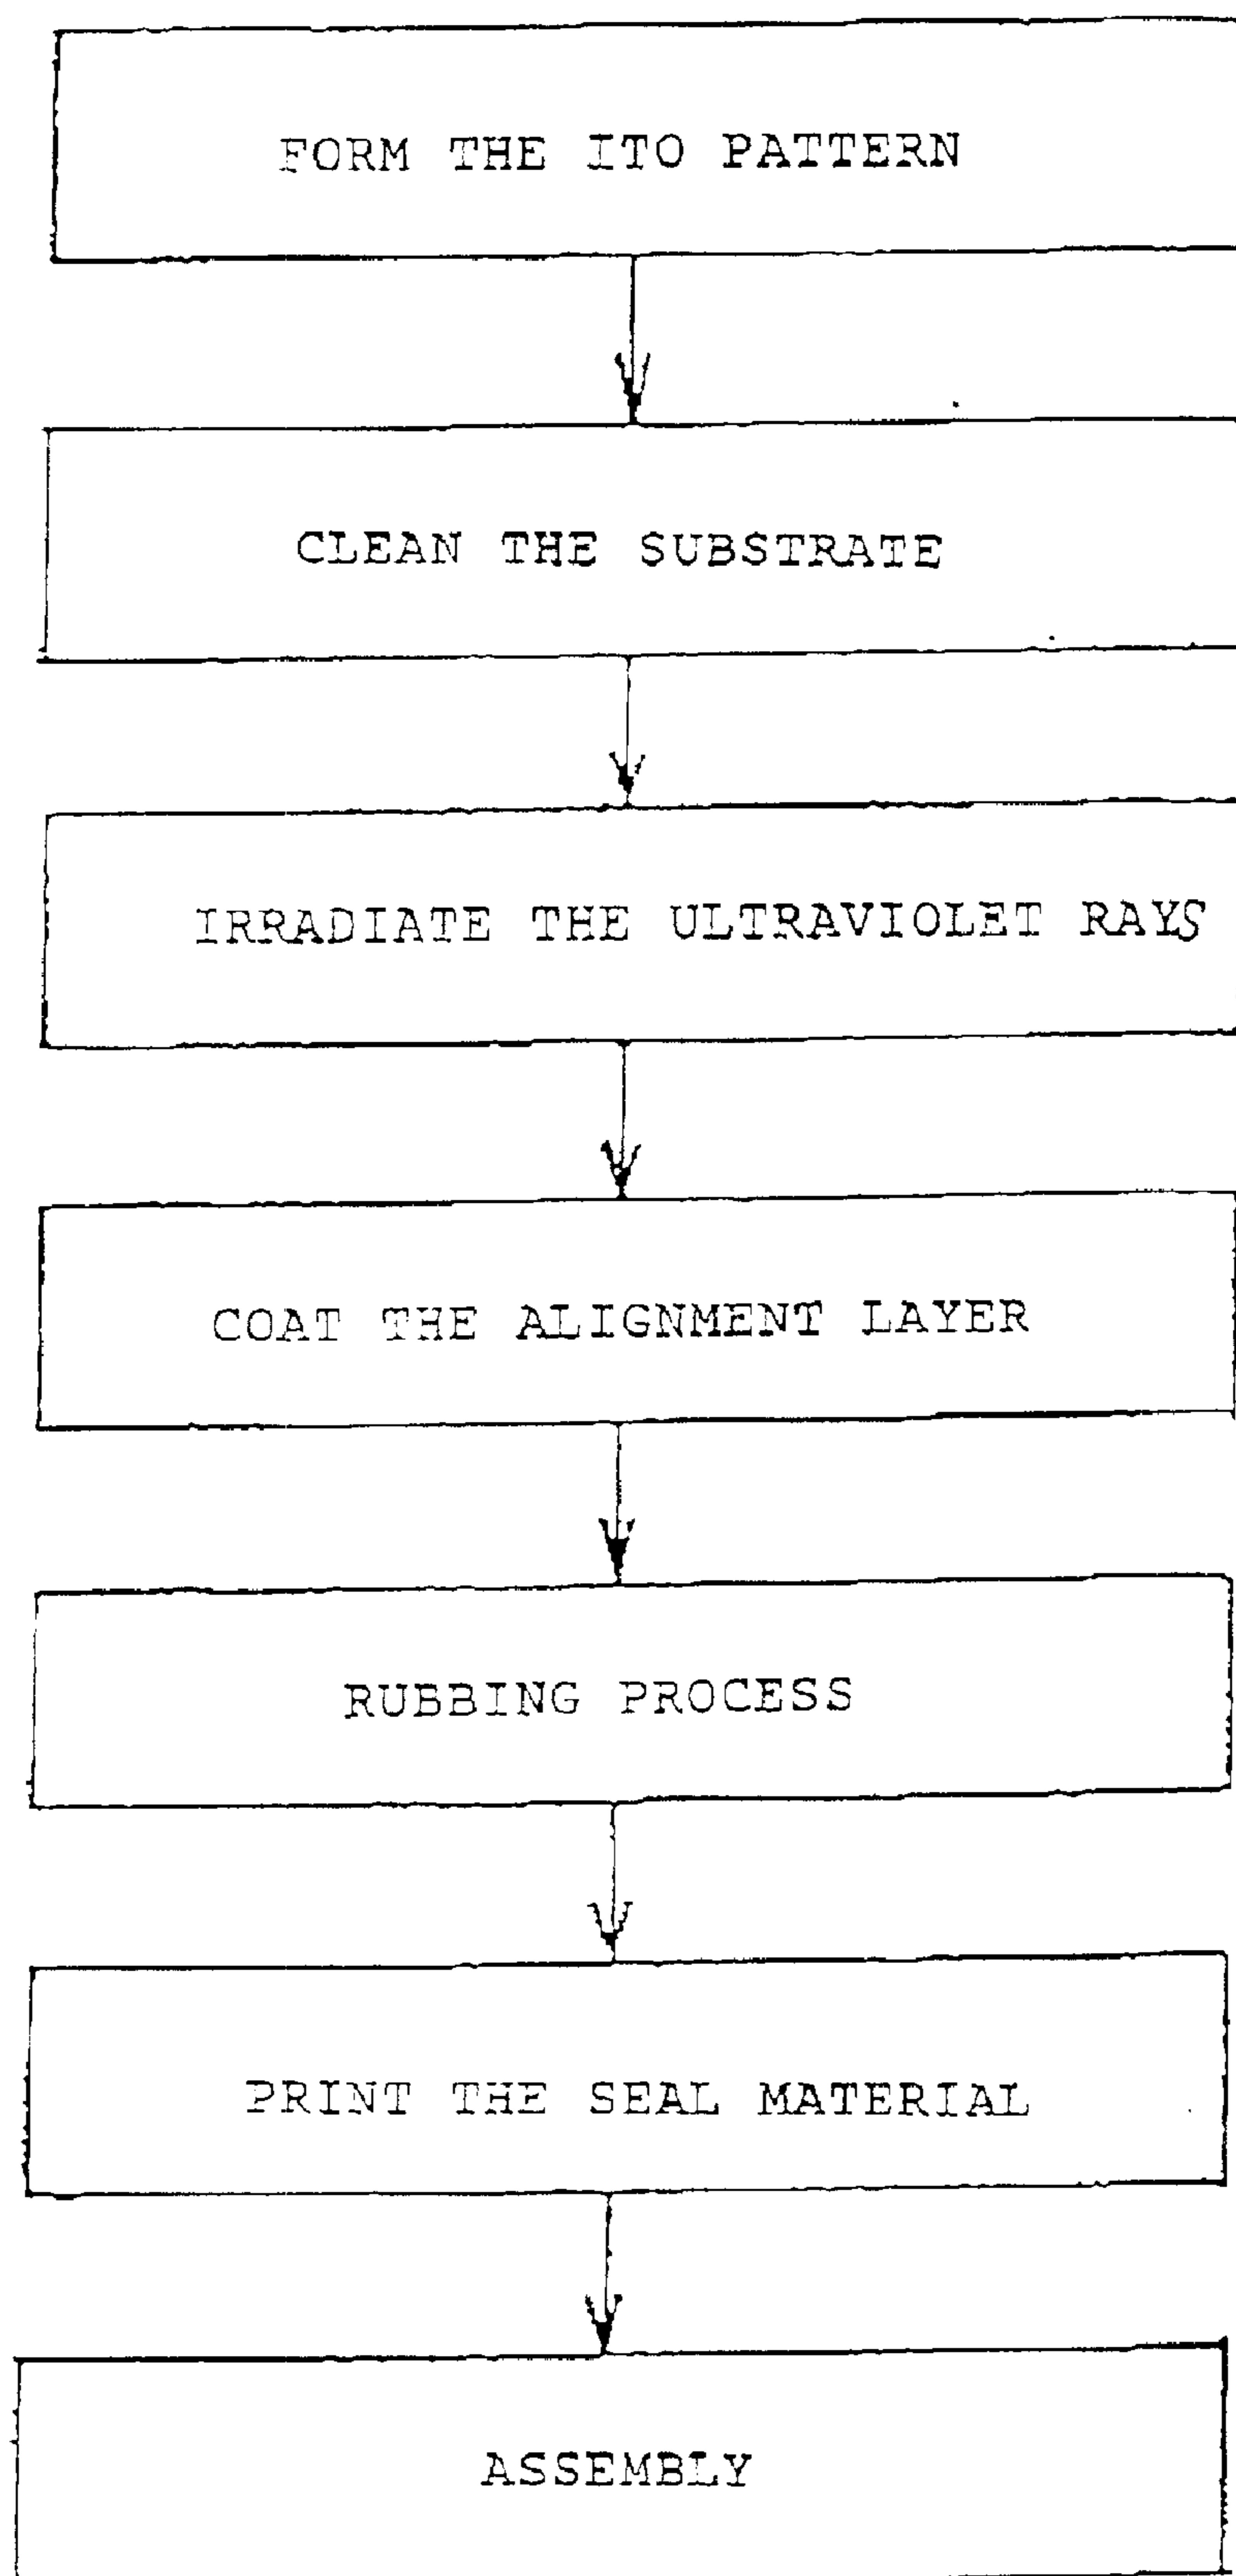 FORM THE ITO PATTERN
CLEAN THE SUBSTRATE
IRRADIATE THE ULTRAVIOLET RAYS
COAT THE ALIGNMENT LAYER
RUBBING PROCESS
PRINT THE SEAL MATERIAL
ASSEMBLY